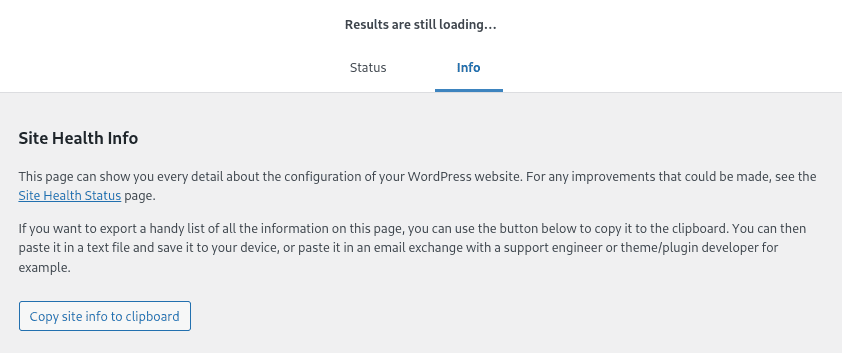 Results are still loading…
Status
Info
Site Health Info
This page can show you every detail about the configuration of your WordPress website. For any improvements that could be made, see the
Site Health Status page.
If you want to export a handy list of all the information on this page, you can use the button below to copy it to the clipboard. You can then
paste it in a text file and save it to your device, or paste it in an email exchange with a support engineer or theme/plugin developer for
example.
Copy site info to clipboard